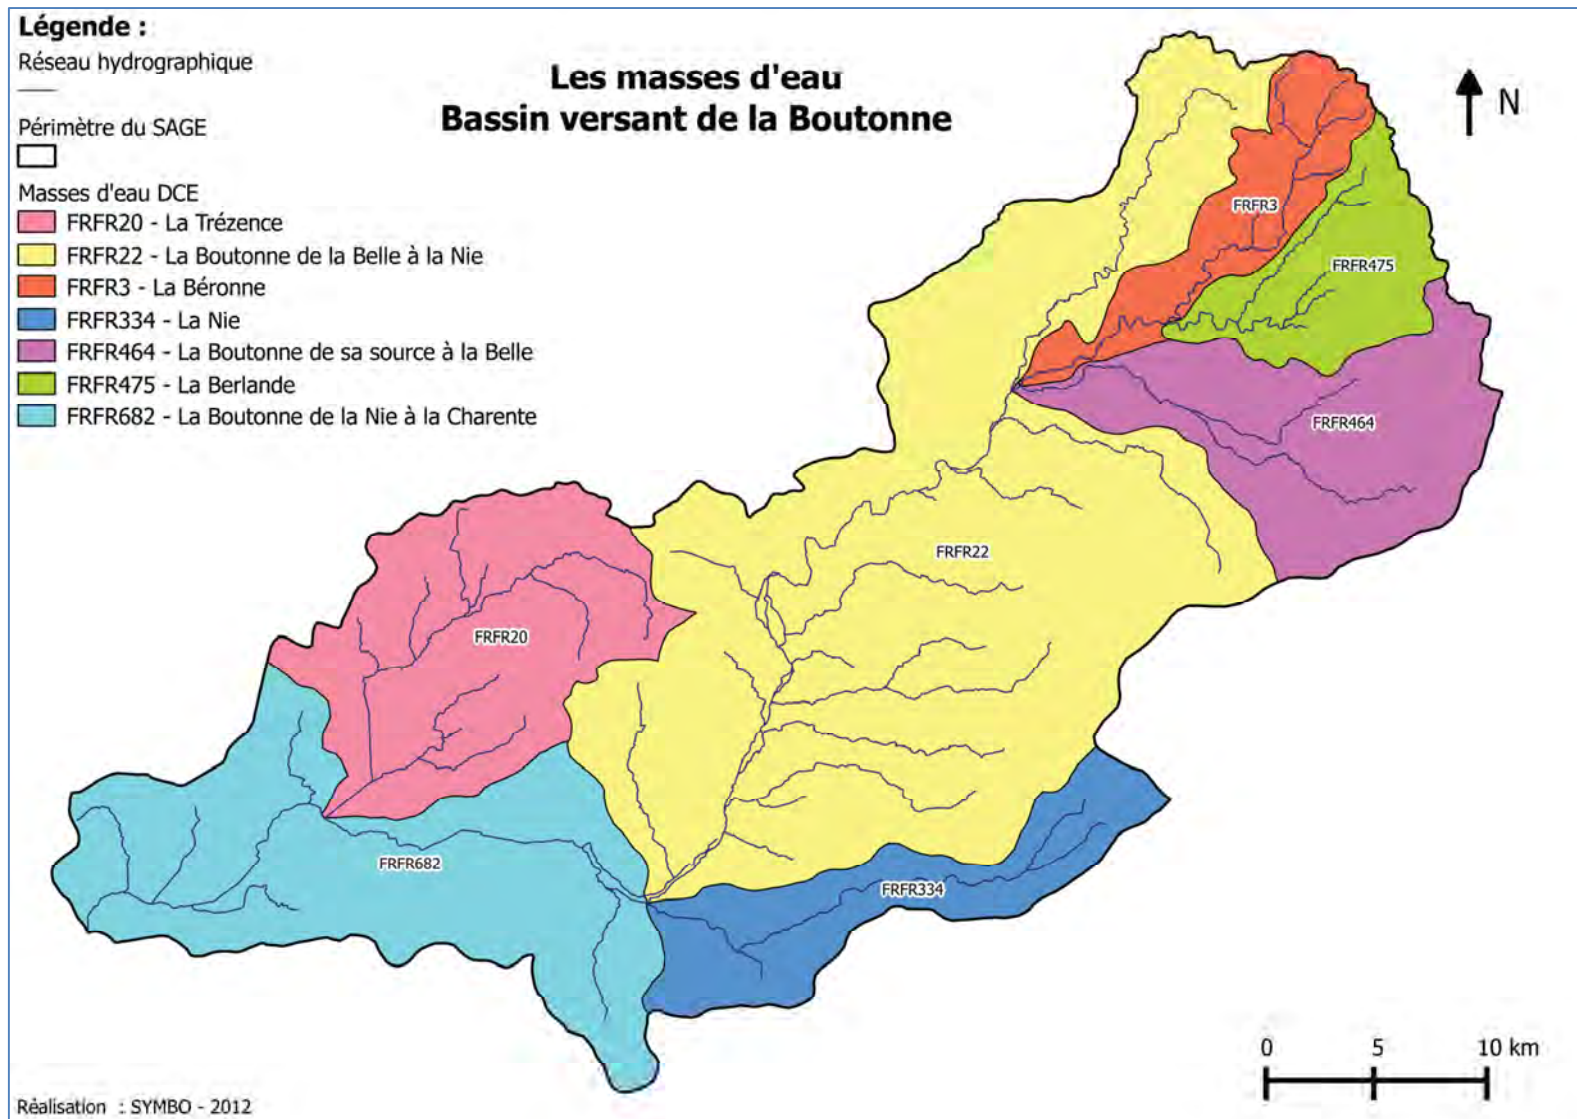 Légende :
Réseau hydrographique
Périmètre du SAGE
Masses d'eau DCE
FRFR20 - La Trézence
FRFR22 - La Boutonne de la Belle à la Nie
FRFR3 - La Béronne
FRFR334 - La Nie
FRFR464 - La Boutonne de sa source à la Belle
FRFR475 - La Berlande
FRFR682 - La Boutonne de la Nie à la Charente
Les masses d'eau
Bassin versant de la Boutonne
N
FRFR3
FRFR475
FRFR464
FRFR22
FRFR20
FRFR682
FRFR334
0 5 10 km
Réalisation : SYMBO - 2012